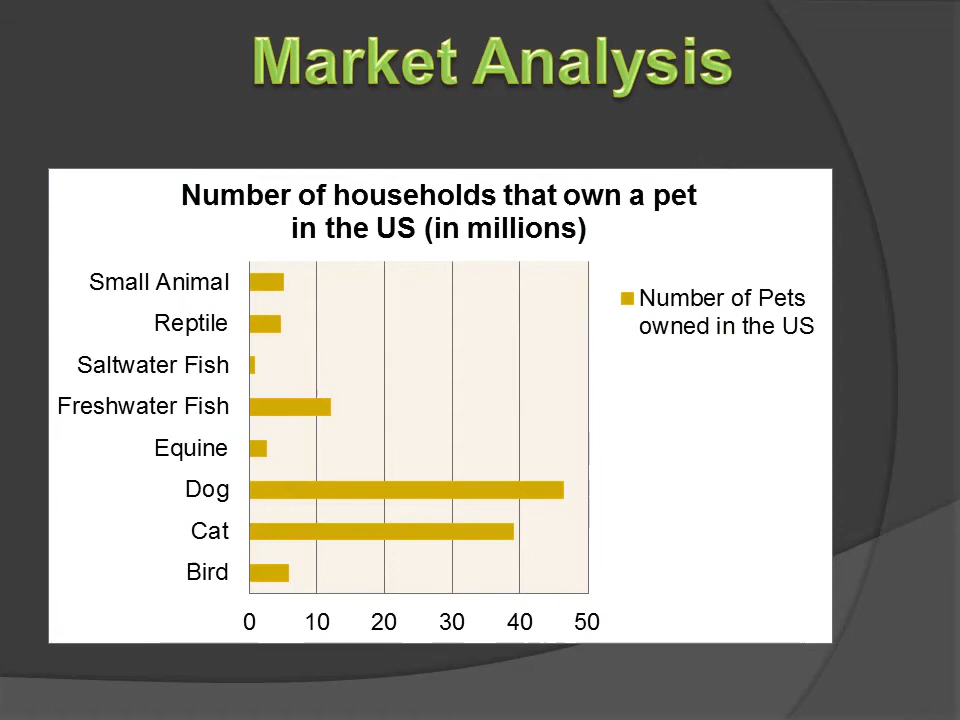 Market Analysis
Number of households that own a pet
in the US (in millions)
Small Animal
Reptile
Saltwater Fish
Freshwater Fish
Equine
Dog
Cat
Bird
0 10 20 30 40 50
Number of Pets
owned in the US